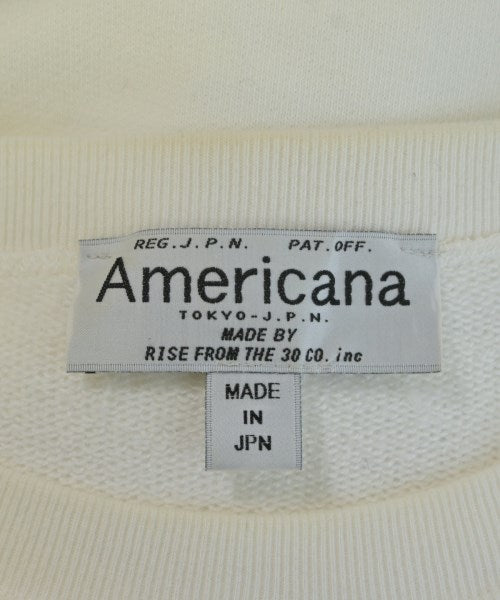 REG.J.P.N. PAT.OFF.
Americana
TOKYO-J.P.N.
MADE BY
RISE FROM THE 30 CO. inc
MADE
IN
JPN